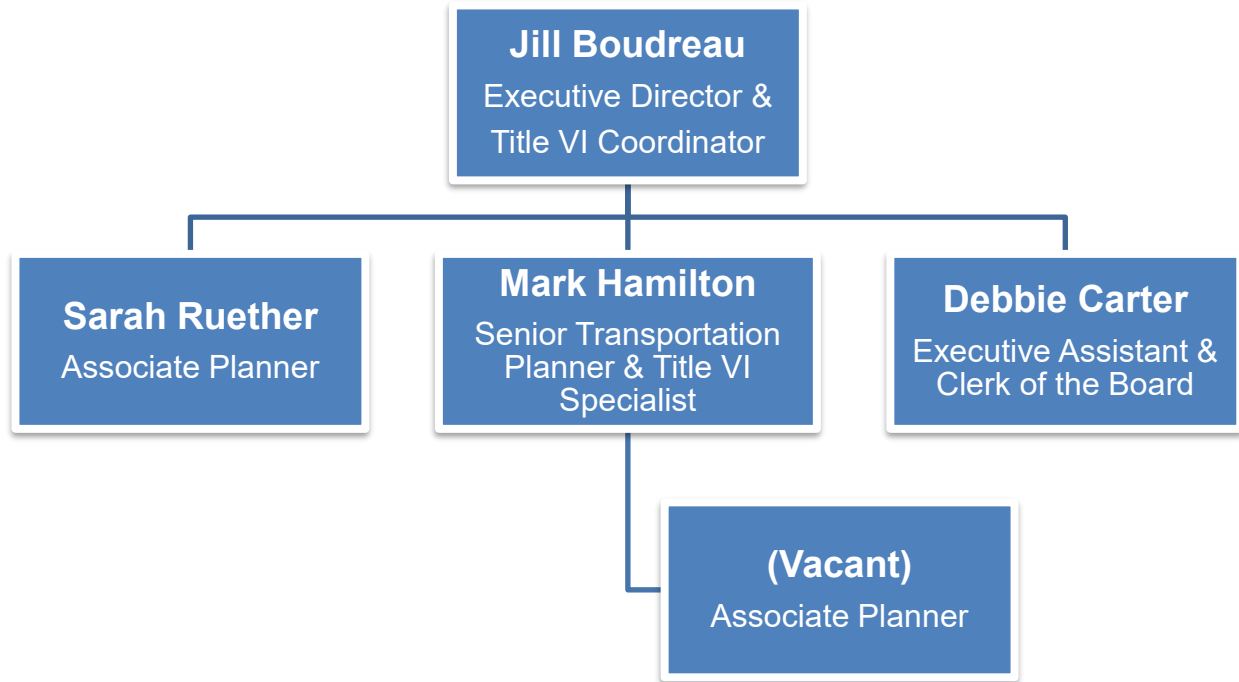 Jill Boudreau
Executive Director &
Title VI Coordinator
Sarah Ruether
Associate Planner
Mark Hamilton
Senior Transportation
Planner & Title VI
Specialist
Debbie Carter
Executive Assistant &
Clerk of the Board
(Vacant)
Associate Planner